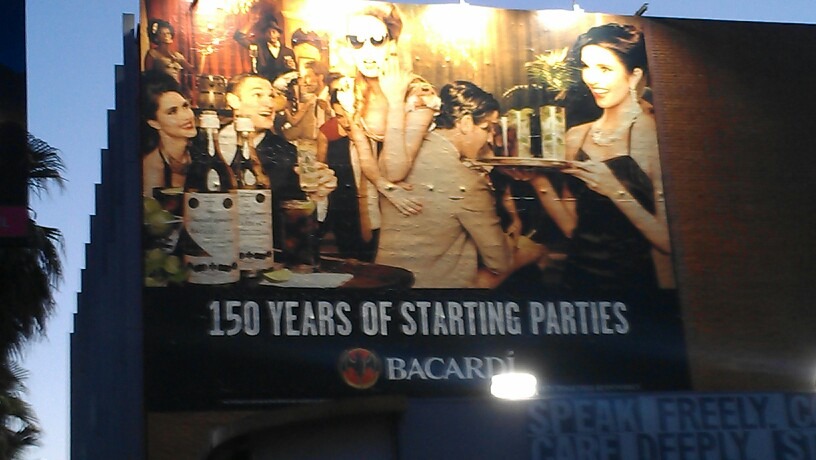 150 YEARS OF STARTING PARTIES
BACARDÍ
SPEAK FREELY.
CARE DEEPLY.